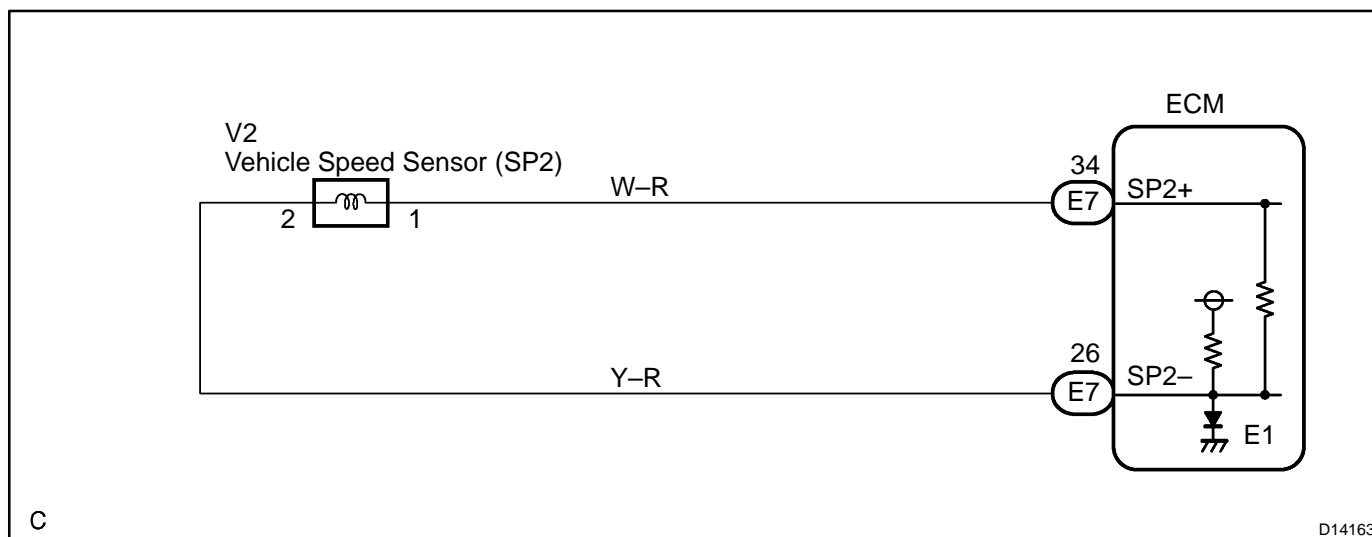 ECM
V2
Vehicle Speed Sensor (SP2)
2
1
W–R
34
E7
SP2+
26
E7
SP2–
Y–R
E1
C
D14163